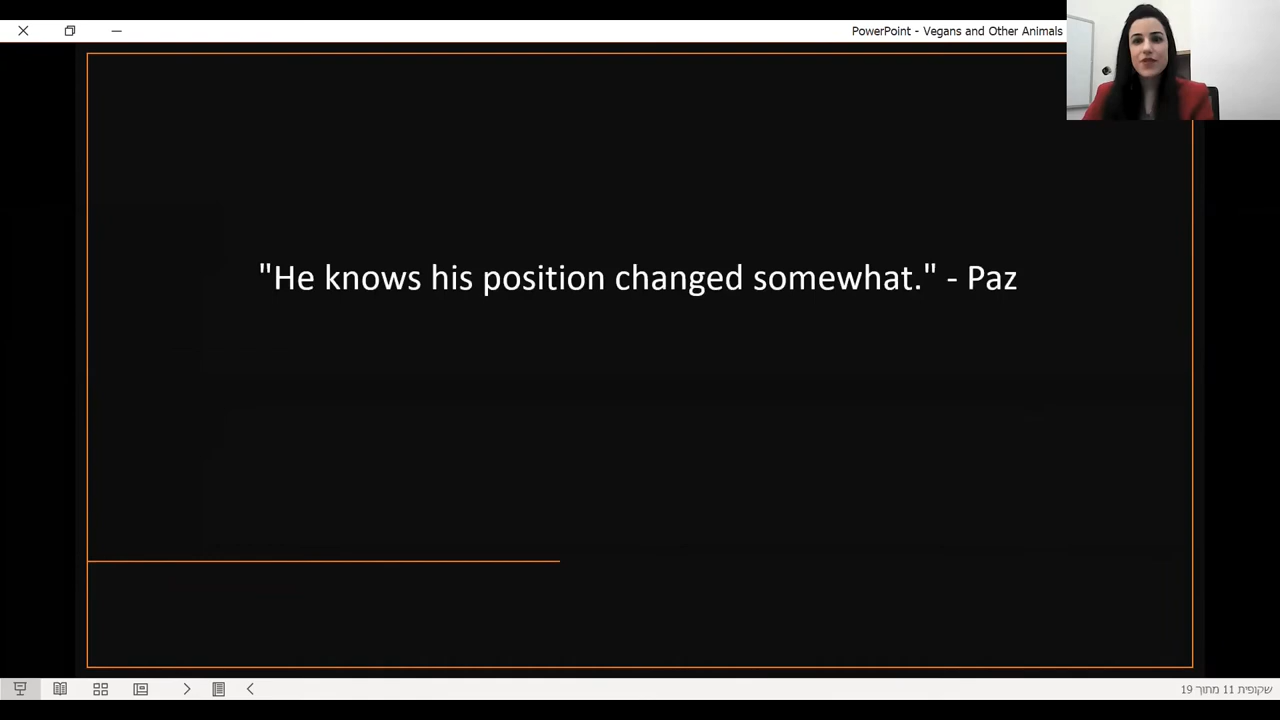 PowerPoint - Vegans and Other Animals
"He knows his position changed somewhat." - Paz
שקופית 11 מתוך 19